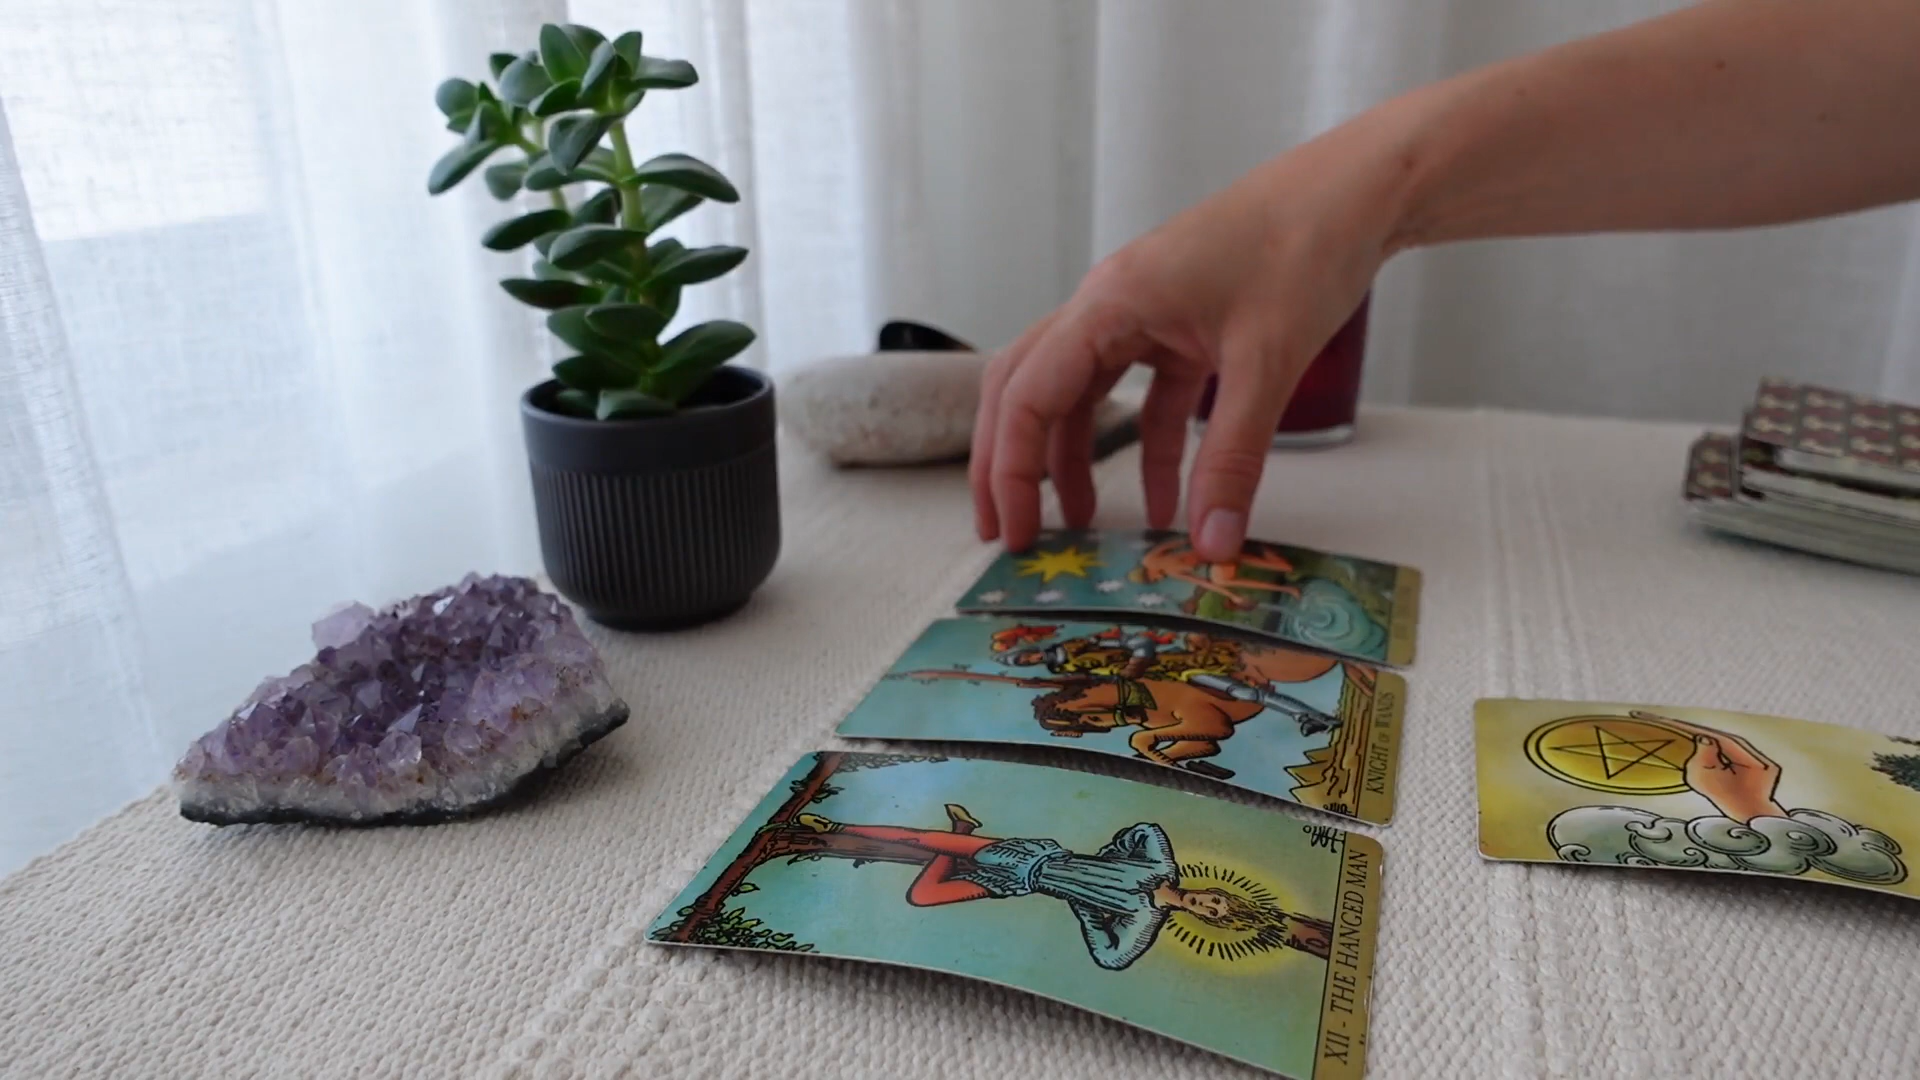 KNIGHT OF WANDS
XII - THE HANGED MAN